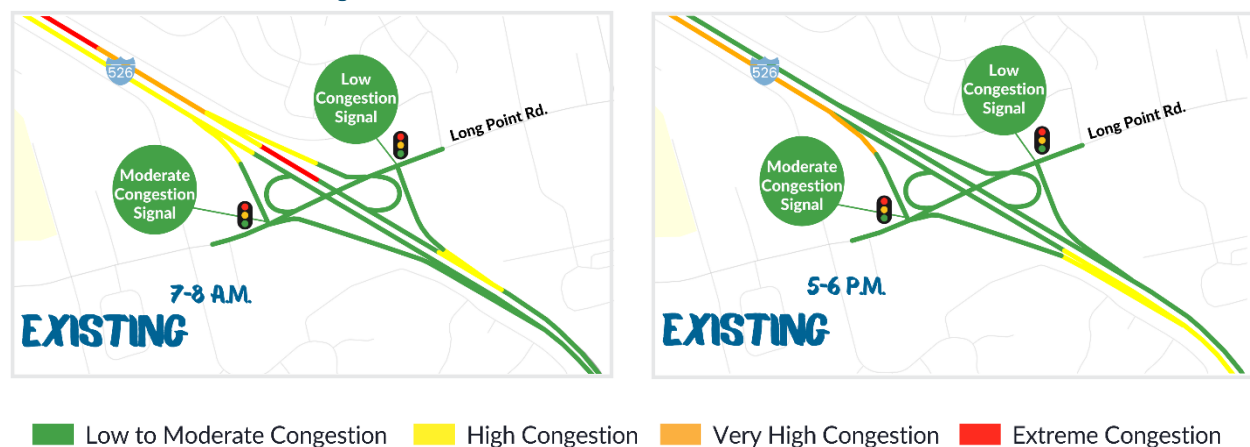 526
Low
Congestion
Signal
Long Point Rd.
Moderate
Congestion
Signal
7-8 A.M.
EXISTING
526
Low
Congestion
Signal
Long Point Rd.
Moderate
Congestion
Signal
5-6 P.M.
EXISTING
Low to Moderate Congestion
High Congestion
Very High Congestion
Extreme Congestion